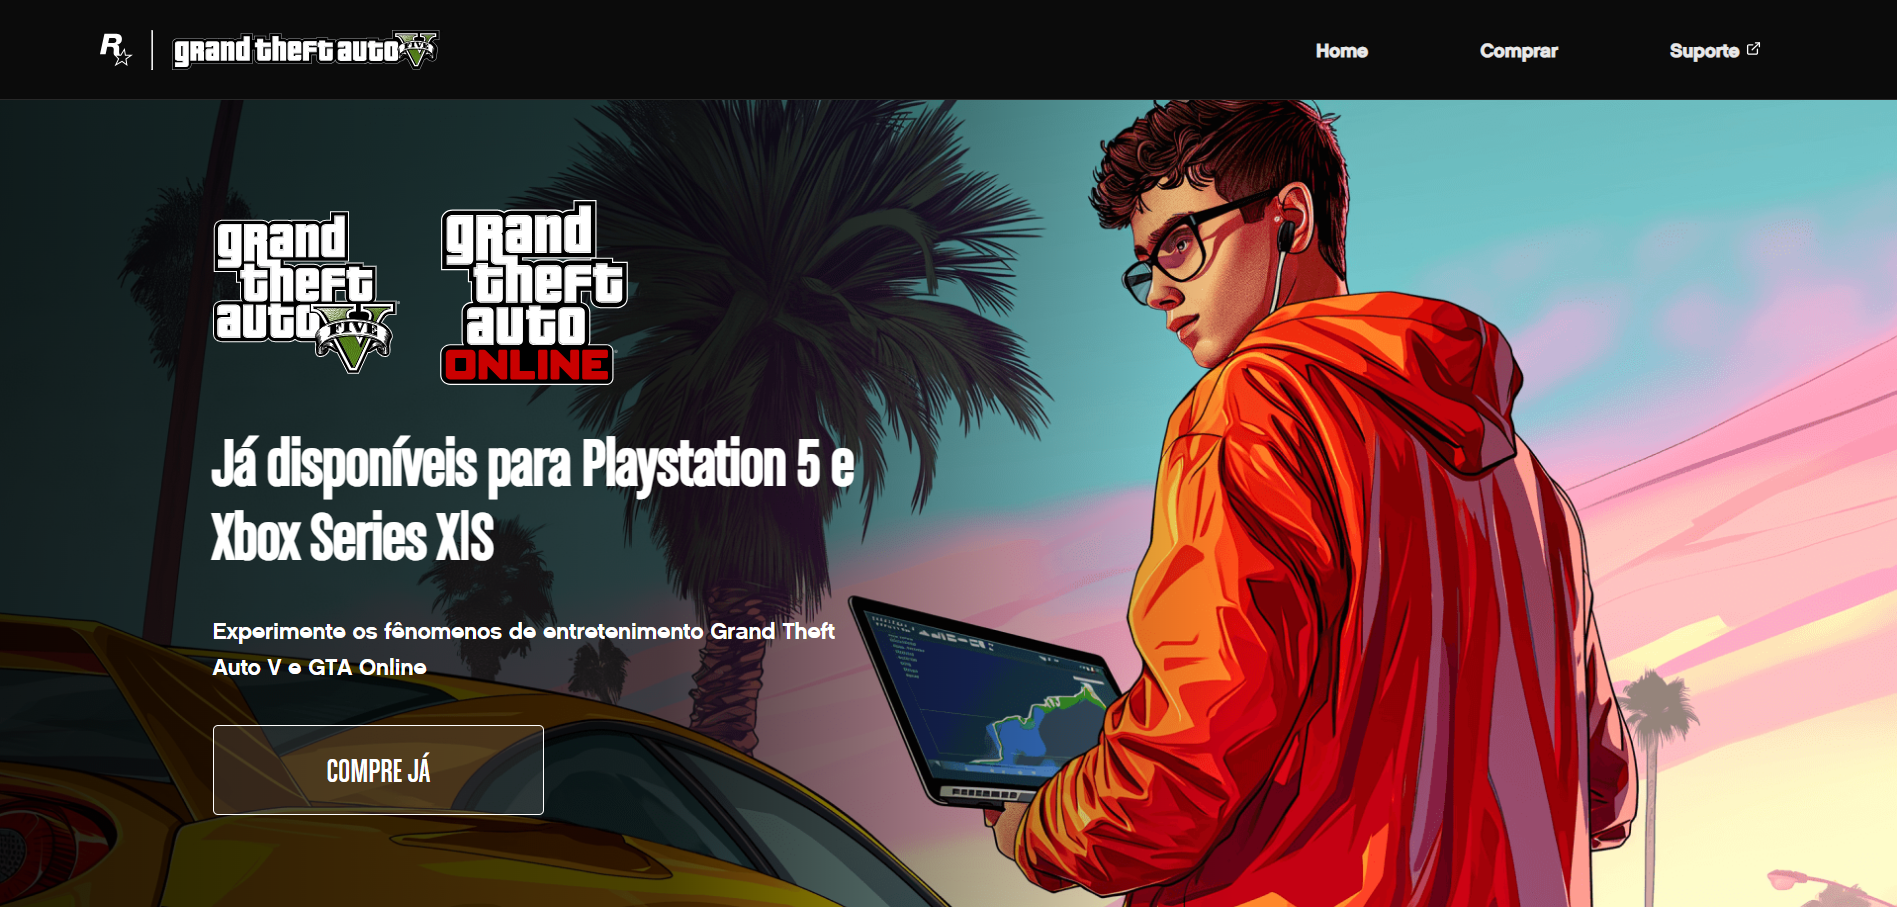 R
grand theft auto V
FIVE
Home
Comprar
Suporte
grand
theft
auto V
FIVE
grand
theft
auto
ONLINE
Já disponíveis para Playstation 5 e
Xbox Series X|S
Experimente os fênomenos de entretenimento Grand Theft
Auto V e GTA Online
COMPRE JÁ